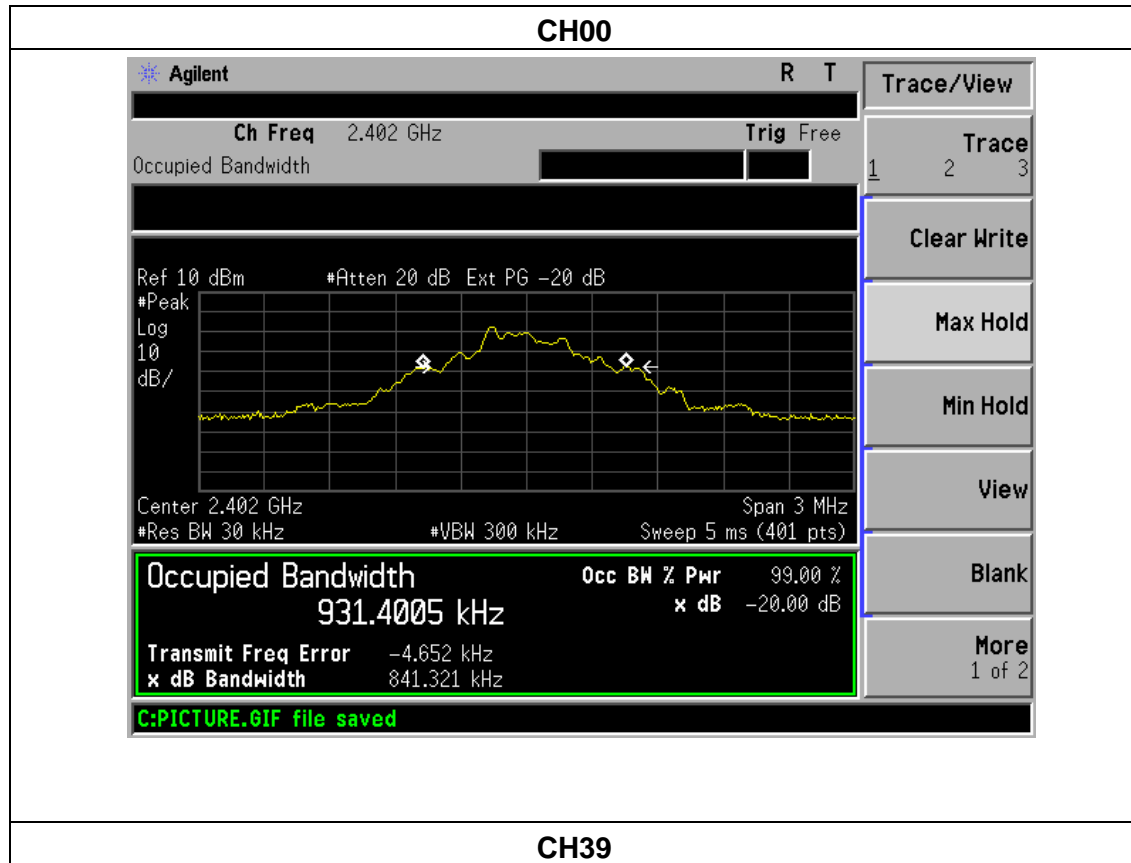 CH00
Agilent R T
Trace/View
Ch Freq 2.402 GHz Trig Free
Occupied Bandwidth
Trace
1 2 3
Clear Write
Ref 10 dBm #Atten 20 dB Ext PG −20 dB
#Peak
Log
10
dB/
Max Hold
Min Hold
View
Center 2.402 GHz Span 3 MHz
#Res BW 30 kHz #VBW 300 kHz Sweep 5 ms (401 pts)
Occupied Bandwidth Occ BW % Pwr 99.00 %
931.4005 kHz x dB −20.00 dB
Blank
Transmit Freq Error −4.652 kHz
x dB Bandwidth 841.321 kHz
More
1 of 2
C:PICTURE.GIF file saved
CH39